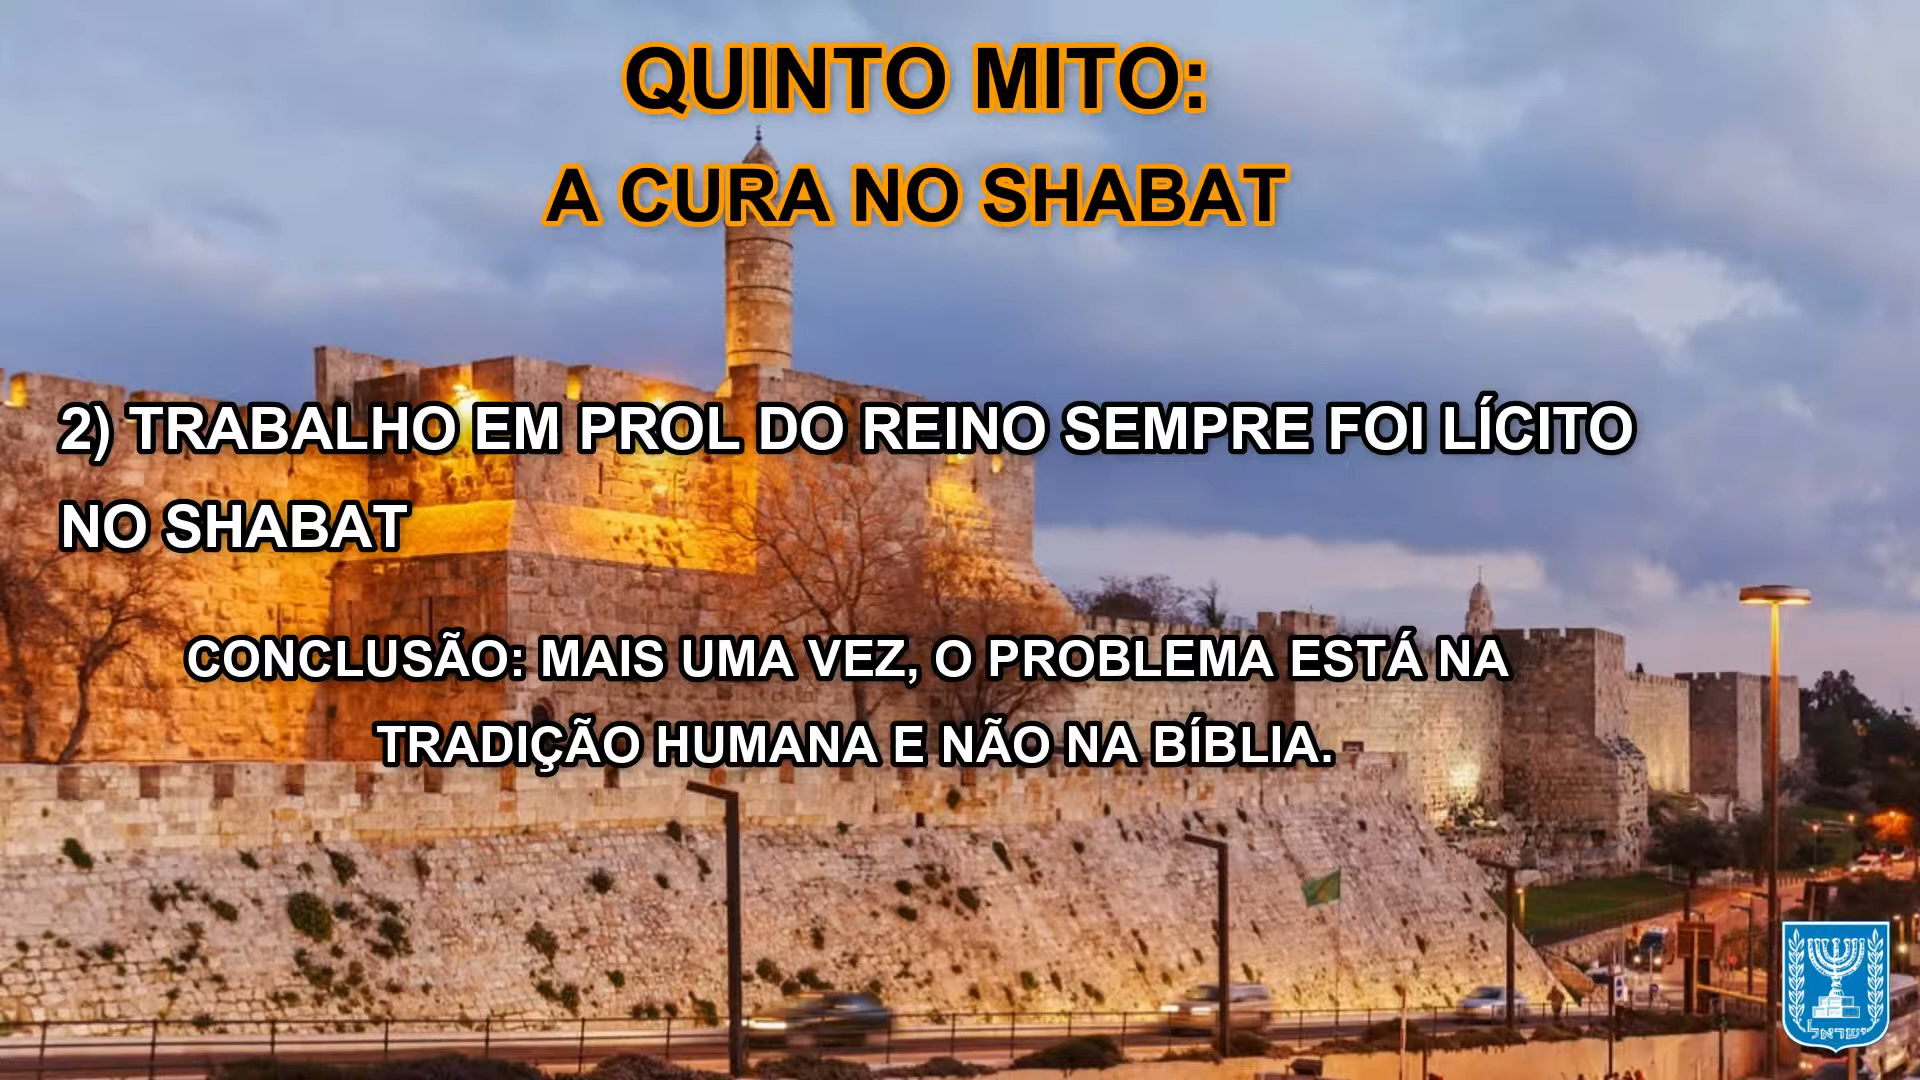 QUINTO MITO:
A CURA NO SHABAT
2) TRABALHO EM PROL DO REINO SEMPRE FOI LÍCITO
NO SHABAT
CONCLUSÃO: MAIS UMA VEZ, O PROBLEMA ESTÁ NA
TRADIÇÃO HUMANA E NÃO NA BÍBLIA.
ישראל